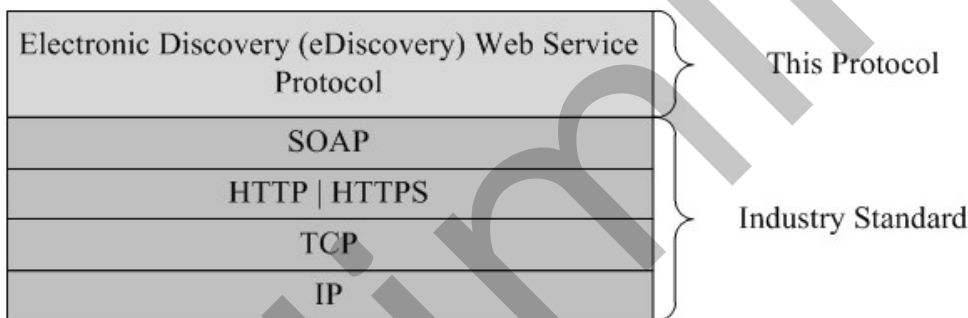 Electronic Discovery (eDiscovery) Web Service
Protocol
This Protocol
SOAP
HTTP | HTTPS
TCP
IP
Industry Standard